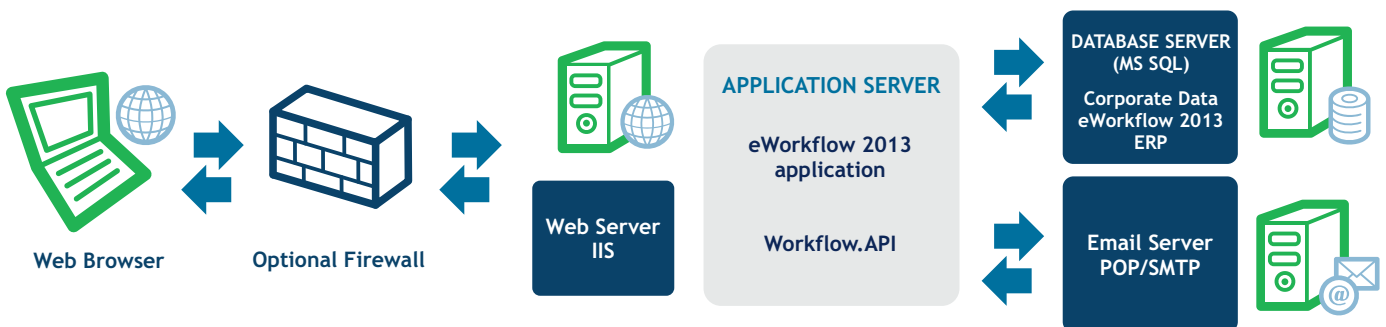 Web Browser
Optional Firewall
Web Server
IIS
APPLICATION SERVER
eWorkflow 2013
application
Workflow.API
DATABASE SERVER
(MS SQL)
Corporate Data
eWorkflow 2013
ERP
Email Server
POP/SMTP
@